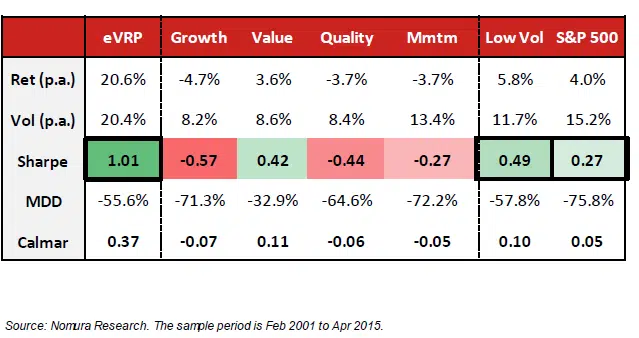 eVRP Growth Value Quality Mmtm Low Vol S&P 500
Ret (p.a.) 20.6% -4.7% 3.6% -3.7% -3.7% 5.8% 4.0%
Vol (p.a.) 20.4% 8.2% 8.6% 8.4% 13.4% 11.7% 15.2%
Sharpe 1.01 -0.57 0.42 -0.44 -0.27 0.49 0.27
MDD -55.6% -71.3% -32.9% -64.6% -72.2% -57.8% -75.8%
Calmar 0.37 -0.07 0.11 -0.06 -0.05 0.10 0.05
Source: Nomura Research. The sample period is Feb 2001 to Apr 2015.